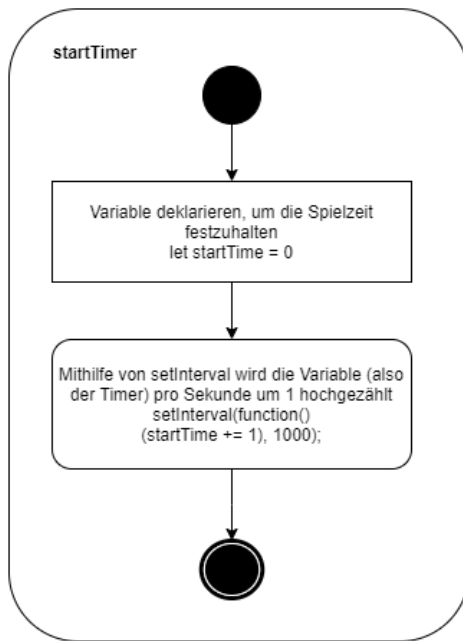 startTimer
Variable deklarieren, um die Spielzeit
festzuhalten
let startTime = 0
Mithilfe von setInterval wird die Variable (also
der Timer) pro Sekunde um 1 hochgezählt
setInterval(function()
(startTime += 1), 1000);